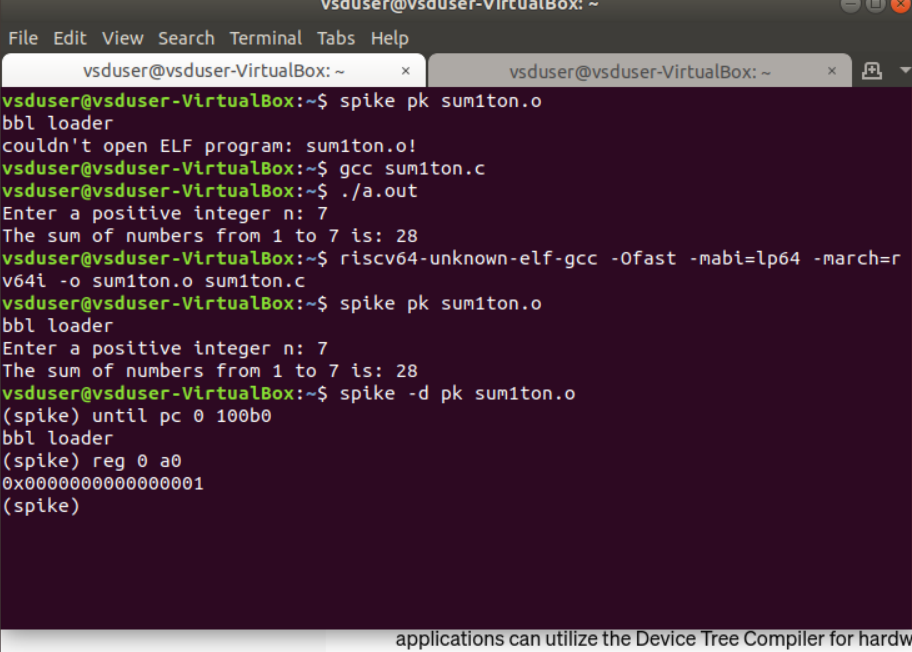 vsduser@vsduser-VirtualBox: ~
File Edit View Search Terminal Tabs Help
vsduser@vsduser-VirtualBox: ~ × vsduser@vsduser-VirtualBox: ~ ×
vsduser@vsduser-VirtualBox:~$ spike pk sum1ton.o
bbl loader
couldn't open ELF program: sum1ton.o!
vsduser@vsduser-VirtualBox:~$ gcc sum1ton.c
vsduser@vsduser-VirtualBox:~$ ./a.out
Enter a positive integer n: 7
The sum of numbers from 1 to 7 is: 28
vsduser@vsduser-VirtualBox:~$ riscv64-unknown-elf-gcc -Ofast -mabi=lp64 -march=r
v64i -o sum1ton.o sum1ton.c
vsduser@vsduser-VirtualBox:~$ spike pk sum1ton.o
bbl loader
Enter a positive integer n: 7
The sum of numbers from 1 to 7 is: 28
vsduser@vsduser-VirtualBox:~$ spike -d pk sum1ton.o
(spike) until pc 0 100b0
bbl loader
(spike) reg 0 a0
0x0000000000000001
(spike)
applications can utilize the Device Tree Compiler for hardw